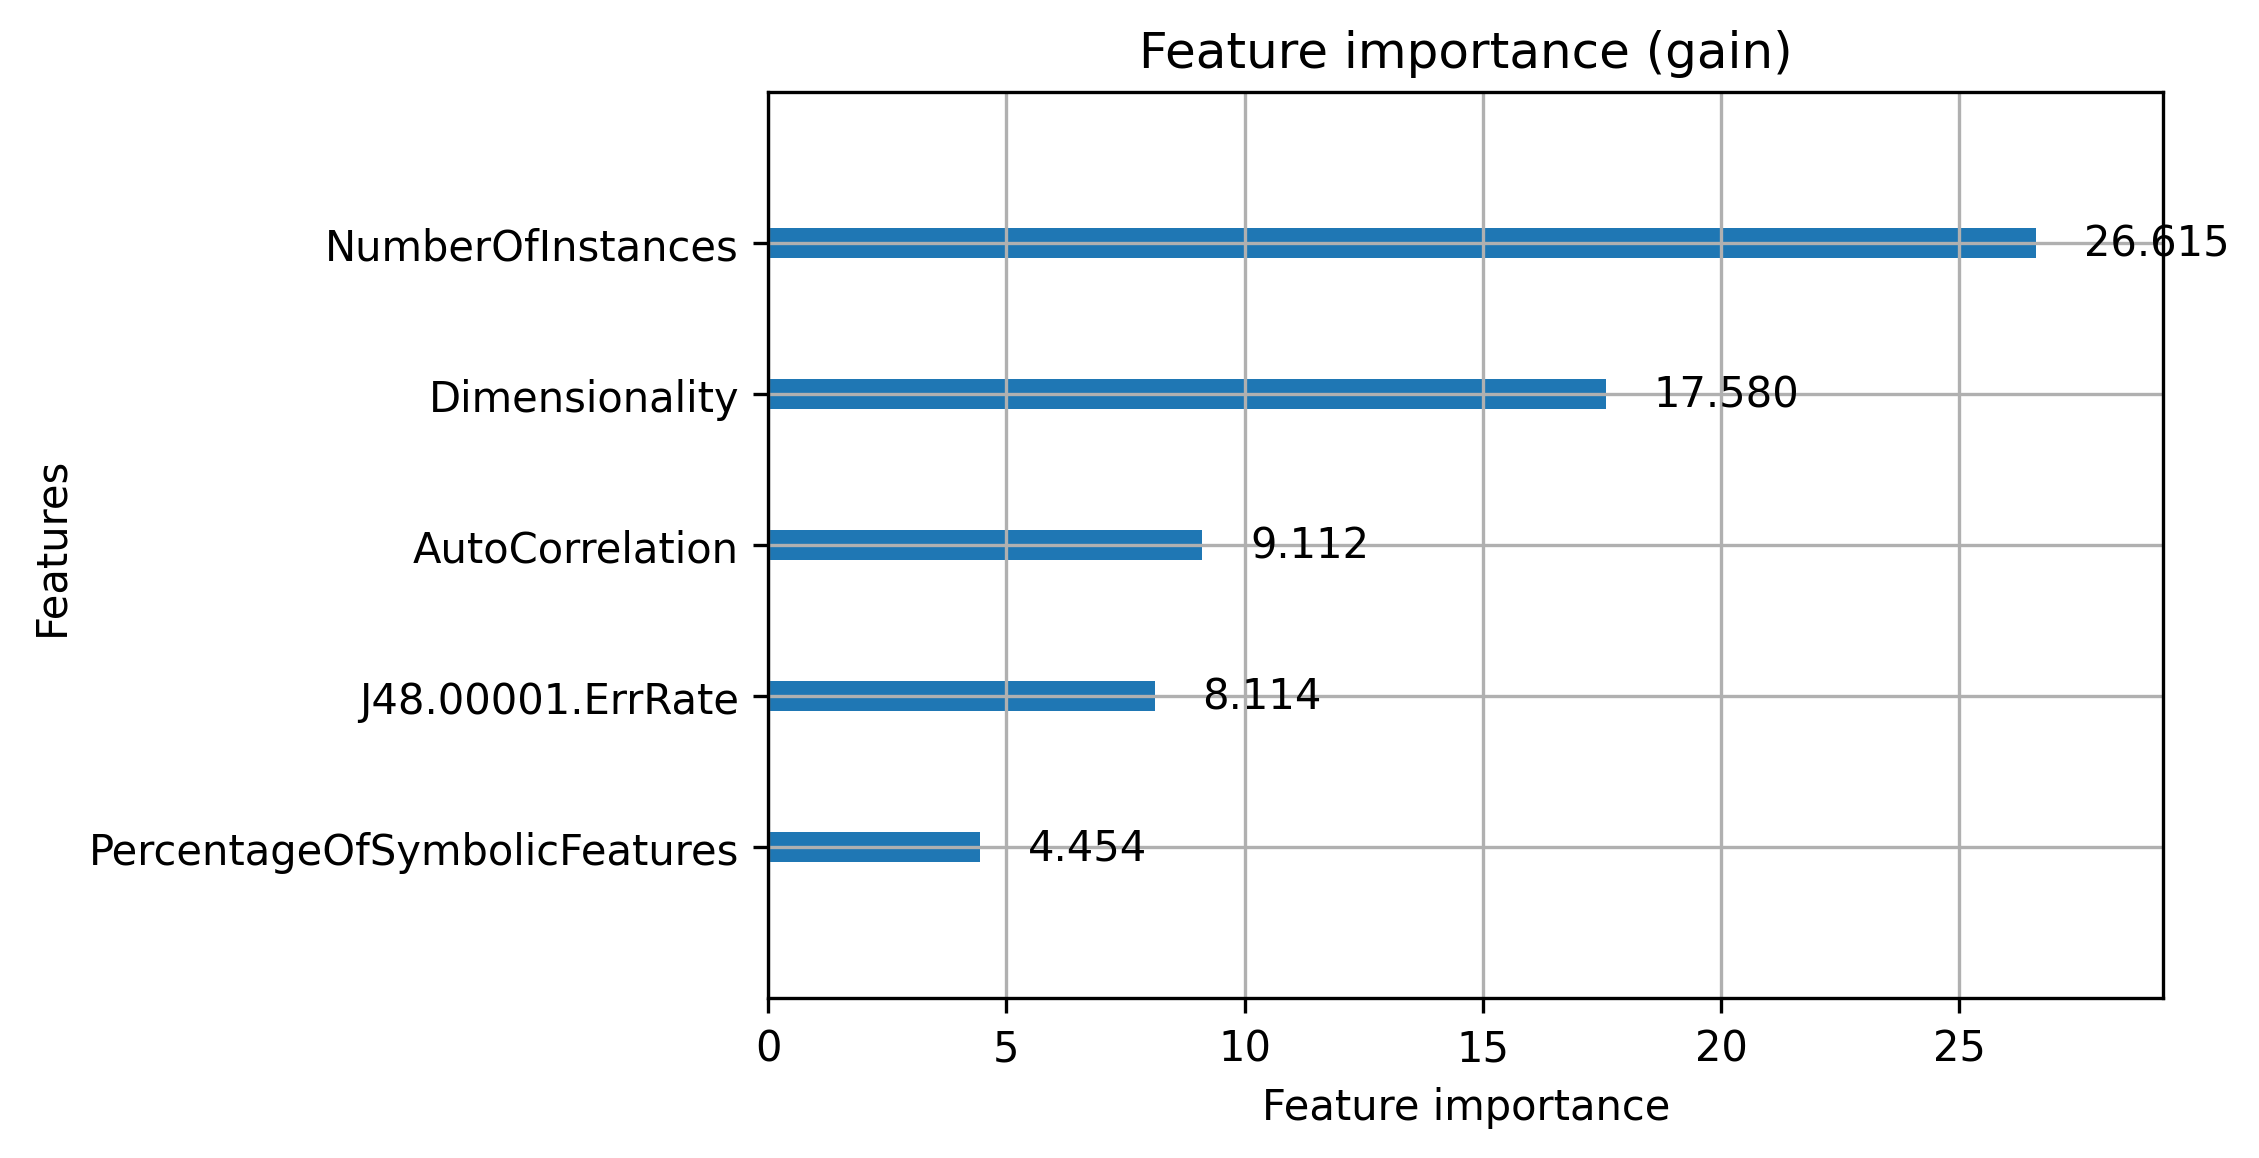 Feature importance (gain)
NumberOfInstances
26.615
Dimensionality
17.580
AutoCorrelation
9.112
J48.00001.ErrRate
8.114
PercentageOfSymbolicFeatures
4.454
Features
0 5 10 15 20 25
Feature importance